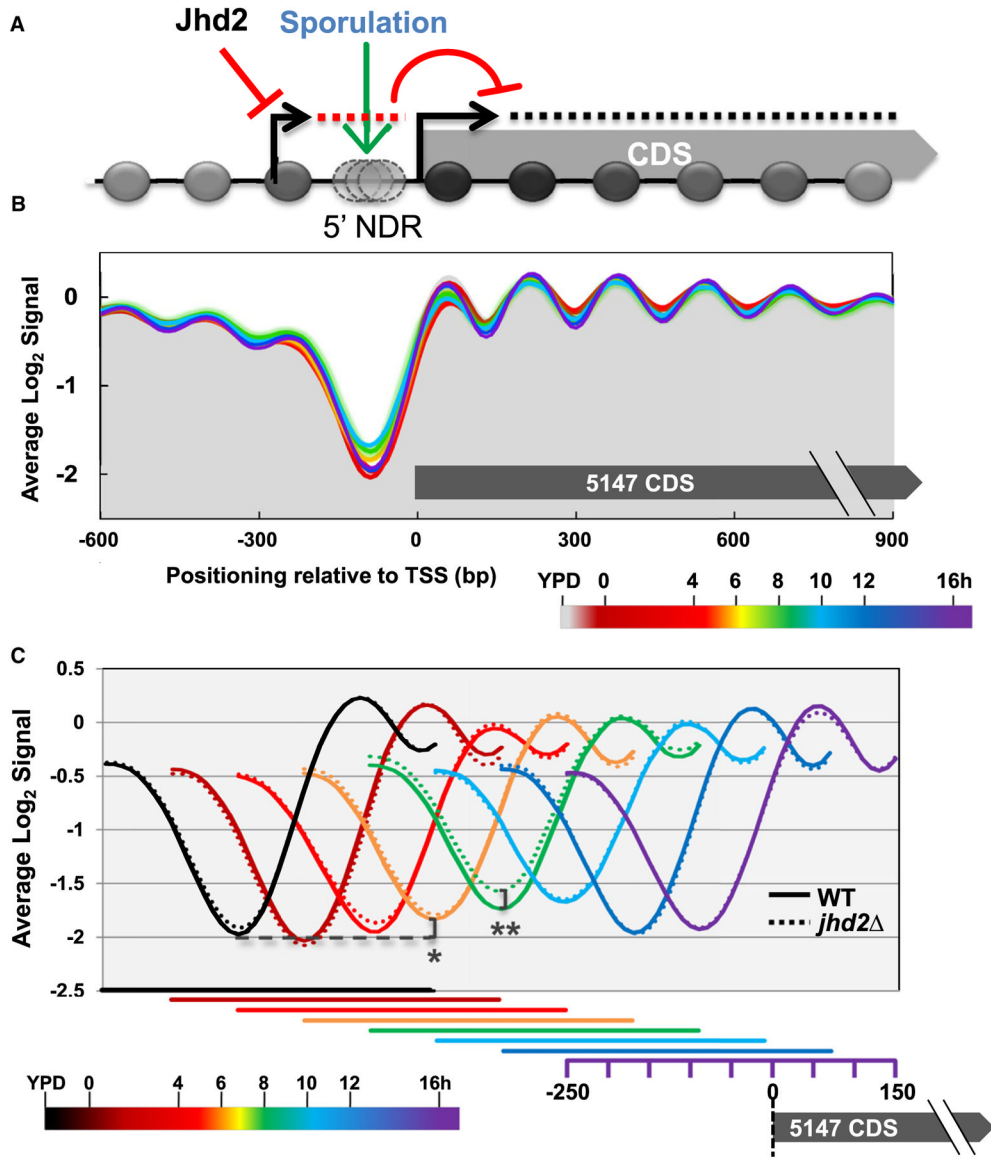 A
Jhd2
Sporulation
CDS
5' NDR
B
Average Log2 Signal
0
-1
-2
5147 CDS
-600
-300
0
300
600
900
Positioning relative to TSS (bp)
YPD 0 4 6 8 10 12 16h
C
Average Log2 Signal
0.5
0
-0.5
-1
-1.5
-2
-2.5
WT
jhd2Δ
*
**
YPD 0 4 6 8 10 12 16h
-250 0 150
5147 CDS